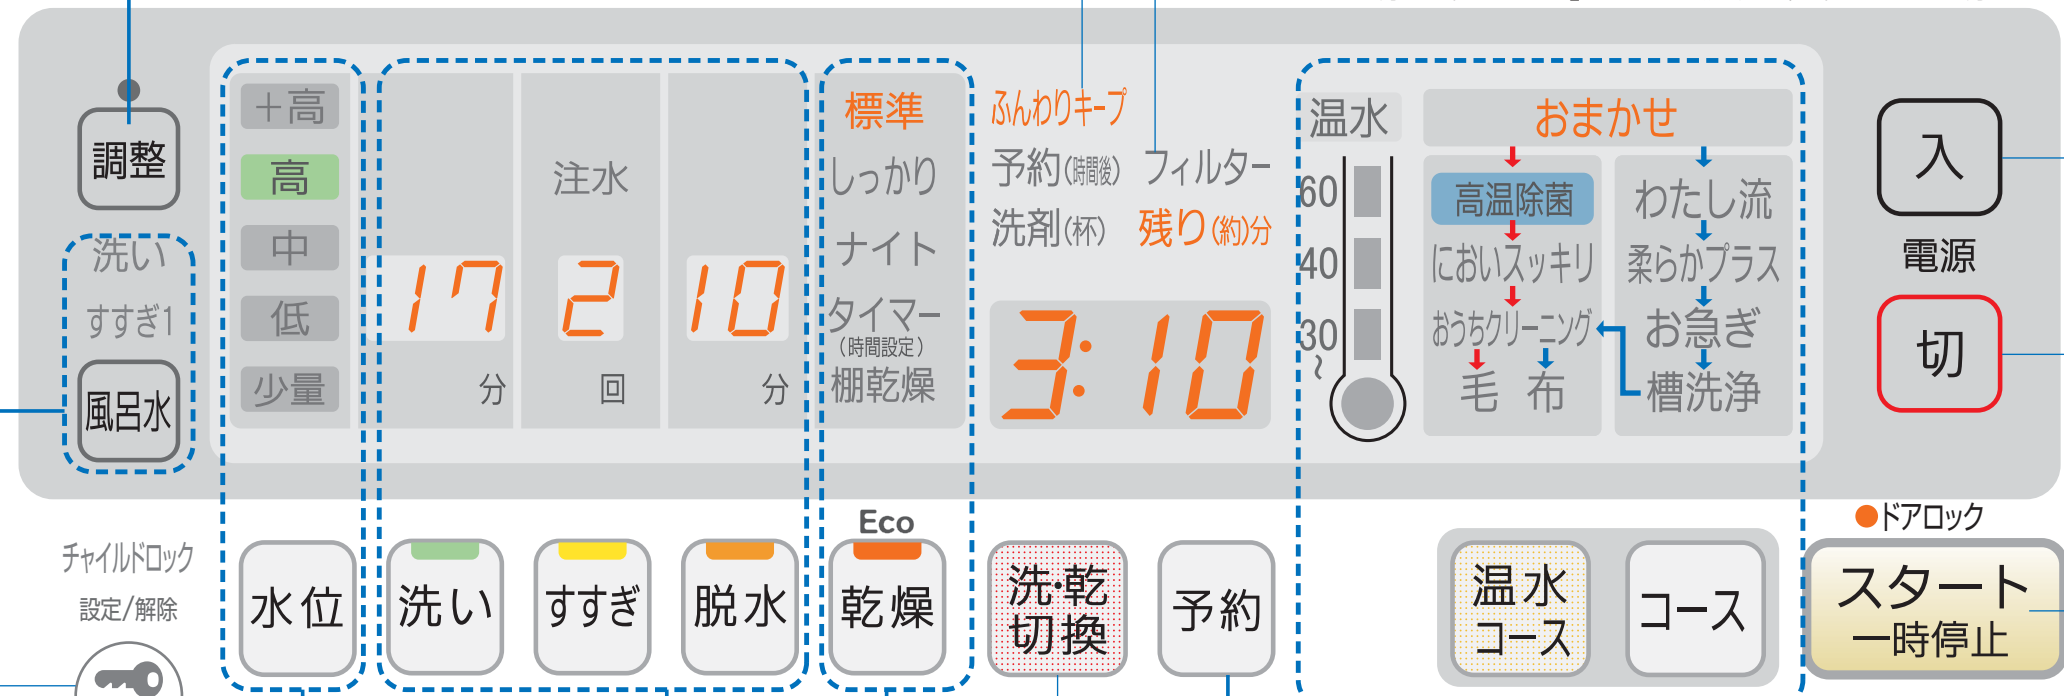 調整
洗い
すすぎ1
風呂水
チャイルドロック
設定/解除
+高
高
中
低
少量
注水
17
2
10
分
回
分
標準
しっかり
ナイト
タイマー
(時間設定)
棚乾燥
ふんわりキープ
予約(時間後)
フィルター
洗剤(杯)
残り(約)分
3:10
温水
60
40
30
~
おまかせ
高温除菌
わたし流
においスッキリ
柔らかプラス
おうちクリーニング
お急ぎ
毛 布
槽洗浄
入
電源
切
Eco
水位
洗い
すすぎ
脱水
乾燥
洗・乾
切換
予約
温水
コース
コース
ドアロック
スタート
一時停止